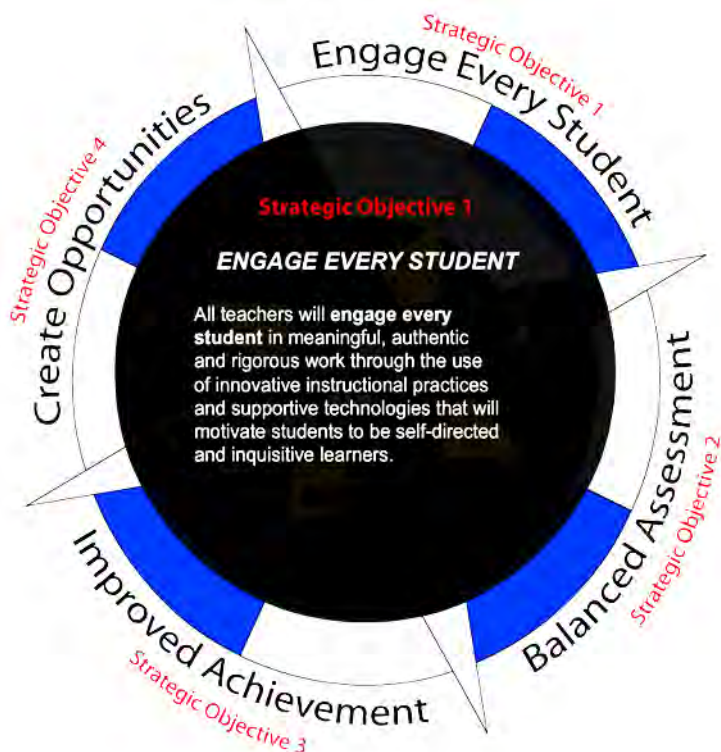 Engage Every Student
Strategic Objective 1
Balanced Assessment
Strategic Objective 2
Improved Achievement
Strategic Objective 3
Create Opportunities
Strategic Objective 4
Strategic Objective 1
ENGAGE EVERY STUDENT
All teachers will engage every
student in meaningful, authentic
and rigorous work through the use
of innovative instructional practices
and supportive technologies that will
motivate students to be self-directed
and inquisitive learners.